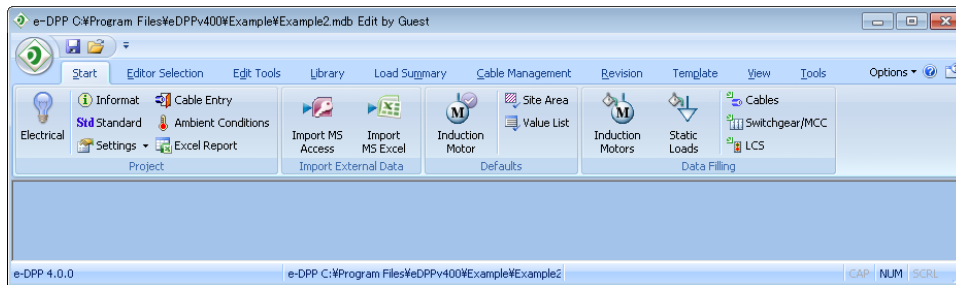 e-DPP C:¥Program Files¥eDPPv400¥Example¥Example2.mdb Edit by Guest
Start Editor Selection Edit Tools Library Load Summary Cable Management Revision Template View Tools Options
Electrical
Informat Cable Entry
Std Standard Ambient Conditions
Settings Excel Report
Project
Import MS Access
Import MS Excel
Import External Data
M
Induction Motor
Site Area
Value List
Defaults
M
Induction Motors
Static Loads
Cables
Switchgear/MCC
LCS
Data Filling
e-DPP 4.0.0 e-DPP C:¥Program Files¥eDPPv400¥Example¥Example2 CAP NUM SCRL